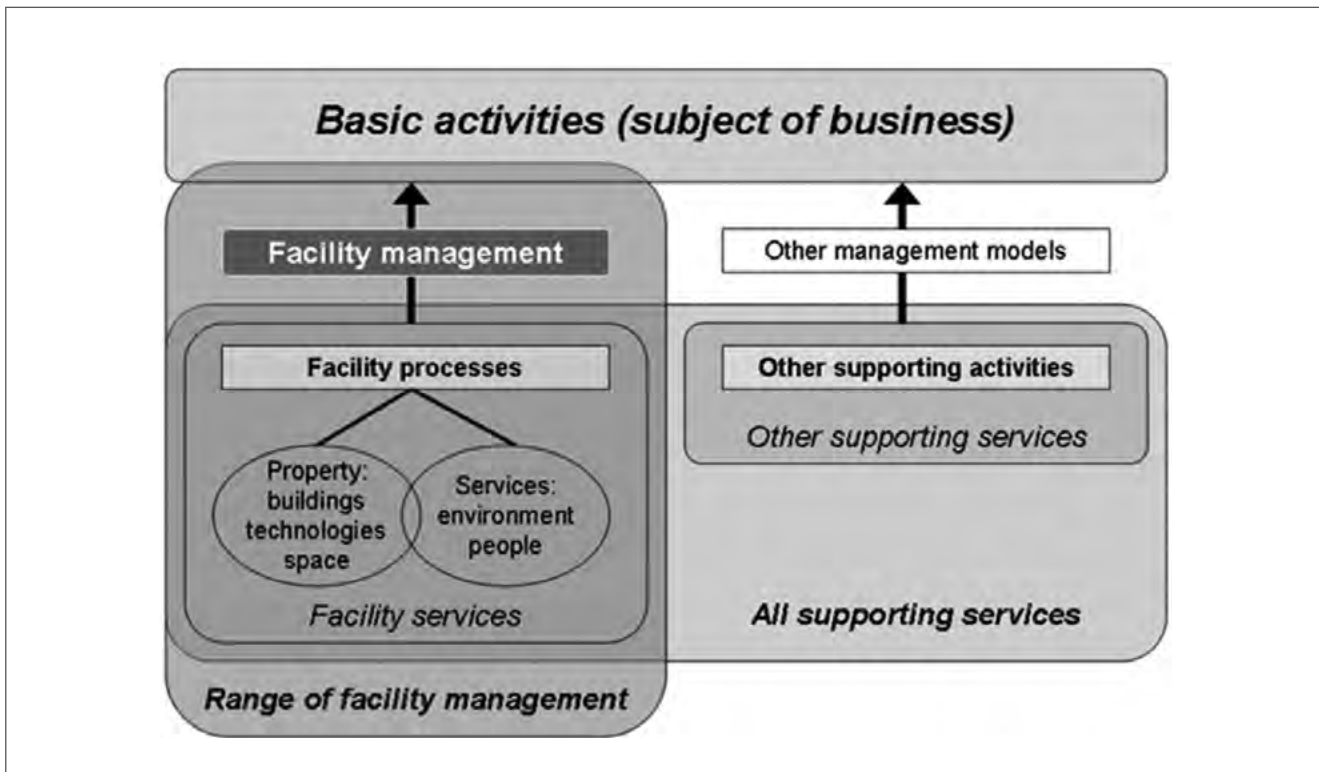 Basic activities (subject of business)
Facility management
Other management models
Facility processes
Other supporting activities
Other supporting services
Property:
buildings
technologies
space
Services:
environment
people
Facility services
All supporting services
Range of facility management